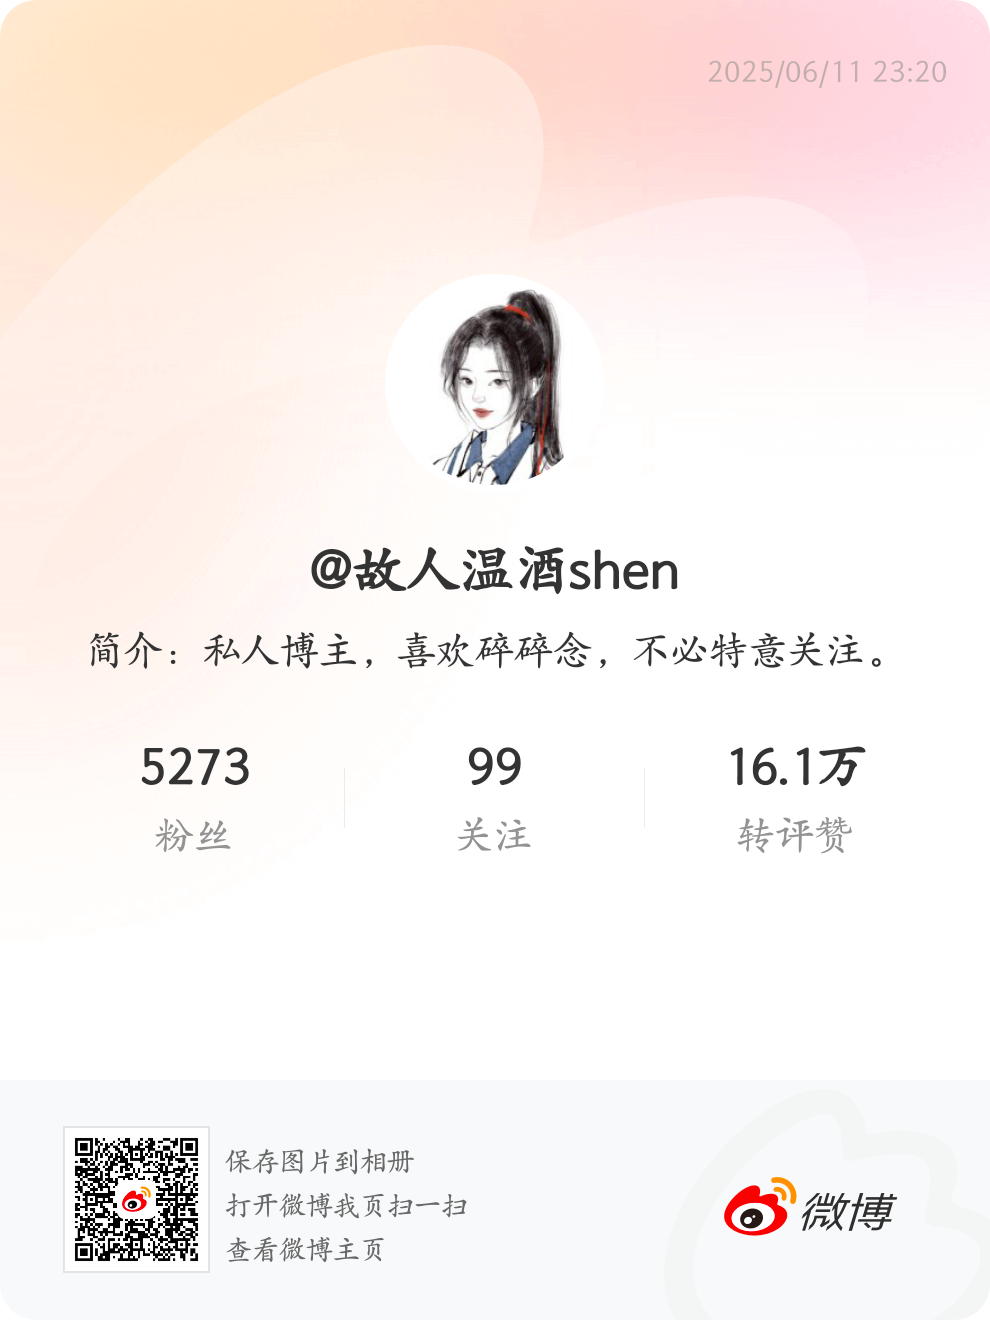 2025/06/11 23:20
@故人温酒shen
简介：私人博主，喜欢碎碎念，不必特意关注。
5273
99
16.1万
粉丝
关注
转评赞
保存图片到相册
打开微博我页扫一扫
查看微博主页
微博